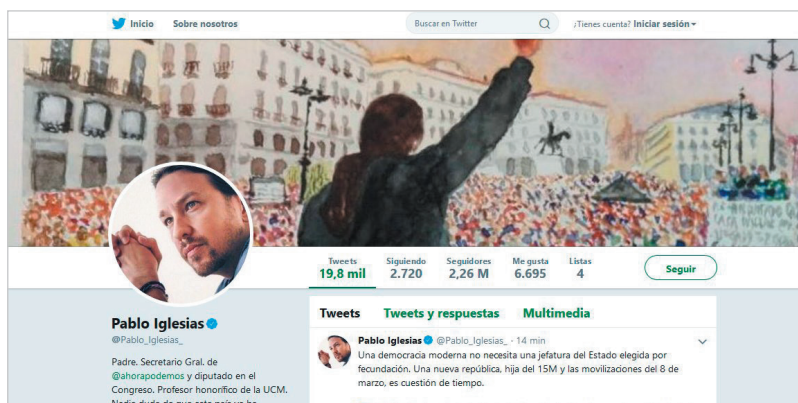 Inicio Sobre nosotros Buscar en Twitter ¿Tienes cuenta? Iniciar sesión
Tweets Siguiendo Seguidores Me gusta Listas
19,8 mil 2.720 2,26 M 6.695 4 Seguir
Tweets Tweets y respuestas Multimedia
Pablo Iglesias
@Pablo_Iglesias_
Padre. Secretario Gral. de
@ahorapodemos y diputado en el
Congreso. Profesor honorífico de la UCM.
Pablo Iglesias @Pablo_Iglesias_ · 14 min
Una democracia moderna no necesita una jefatura del Estado elegida por
fecundación. Una nueva república, hija del 15M y las movilizaciones del 8 de
marzo, es cuestión de tiempo.